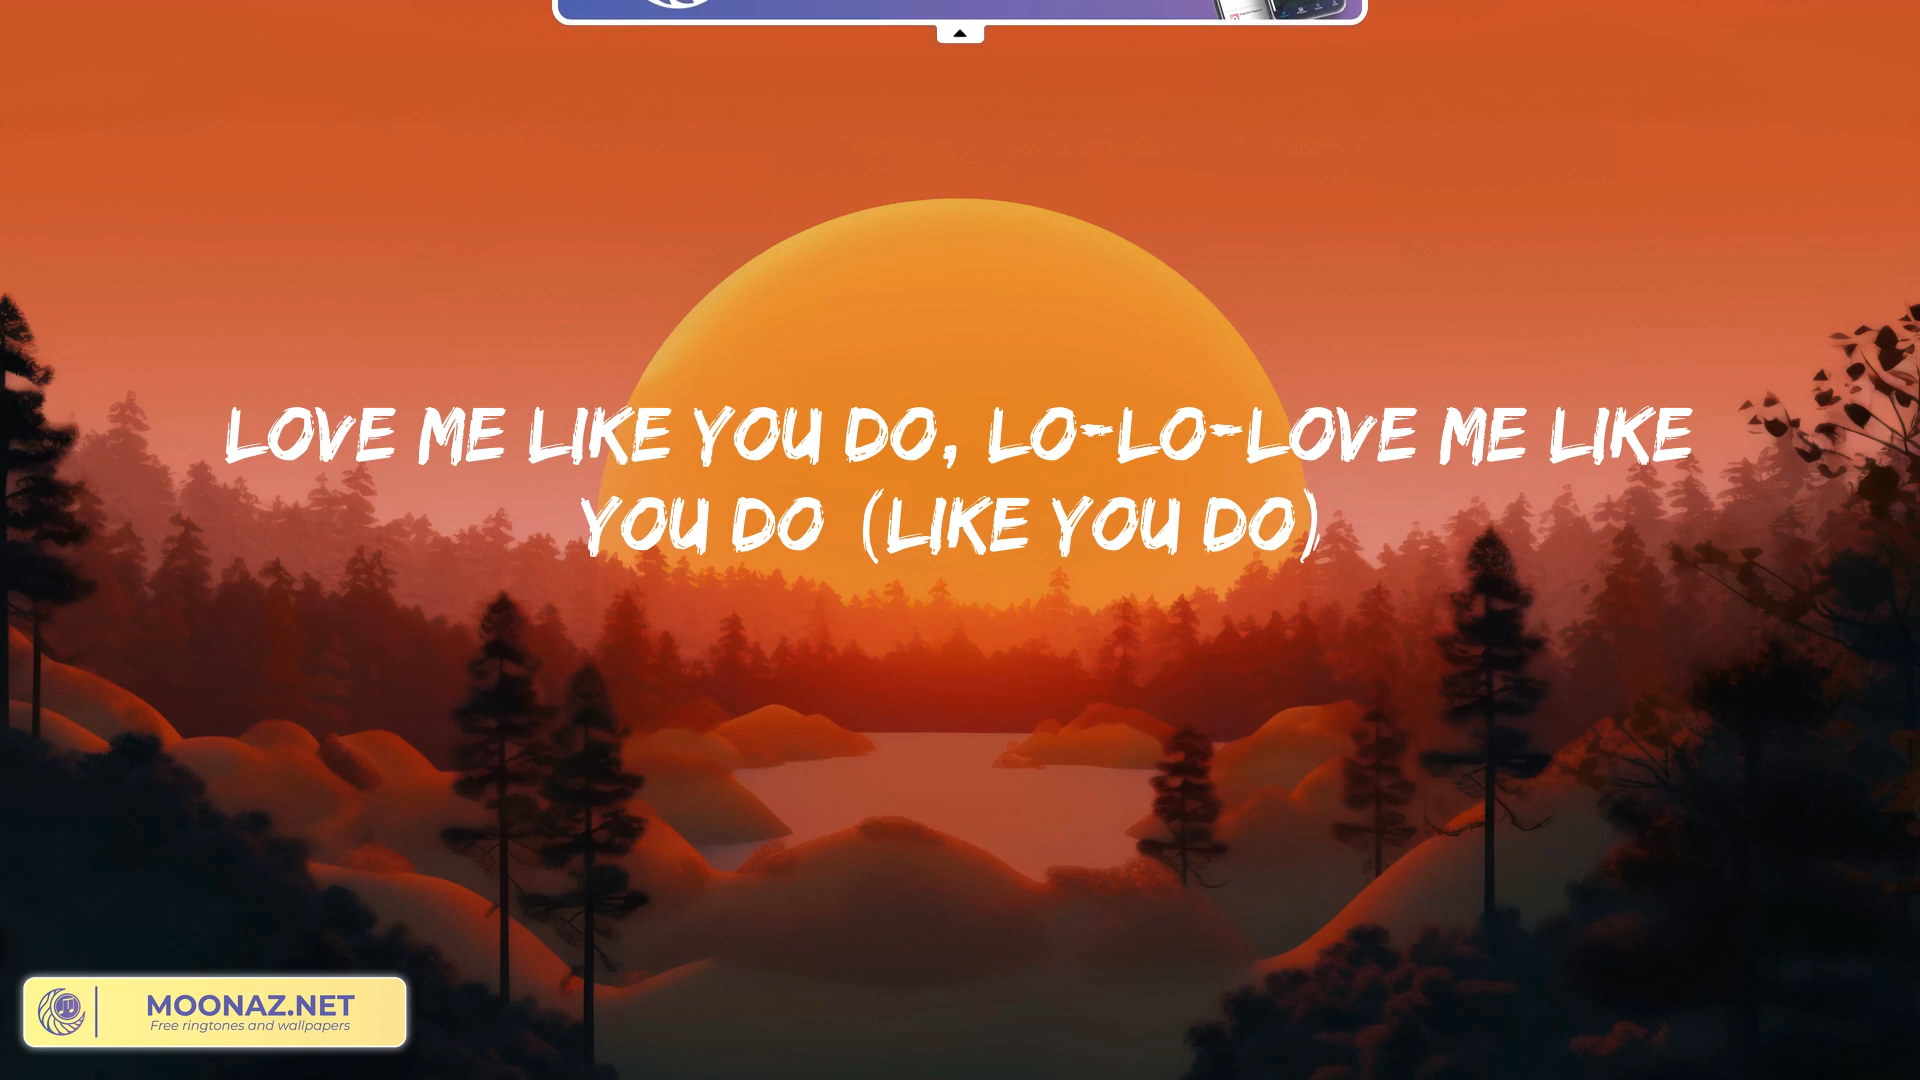 LOVE ME LIKE YOU DO, LO-LO-LOVE ME LIKE
YOU DO (LIKE YOU DO)
MOONAZ.NET
Free ringtones and wallpapers